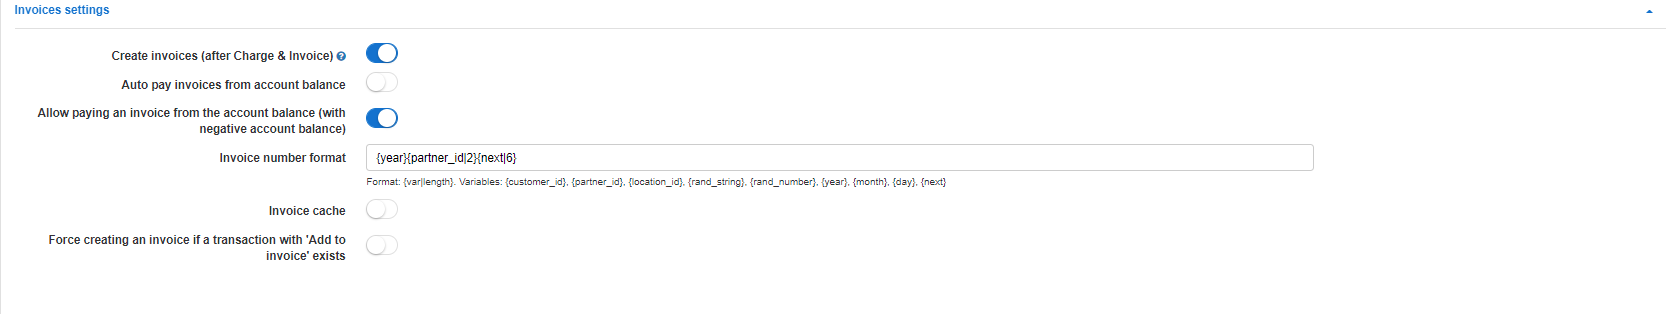 Invoices settings
Create invoices (after Charge & Invoice)
Auto pay invoices from account balance
Allow paying an invoice from the account balance (with
negative account balance)
Invoice number format
{year}{partner_id|2}{next|6}
Format: {var|length}. Variables: {customer_id}, {partner_id}, {location_id}, {rand_string}, {rand_number}, {year}, {month}, {day}, {next}
Invoice cache
Force creating an invoice if a transaction with 'Add to
invoice' exists